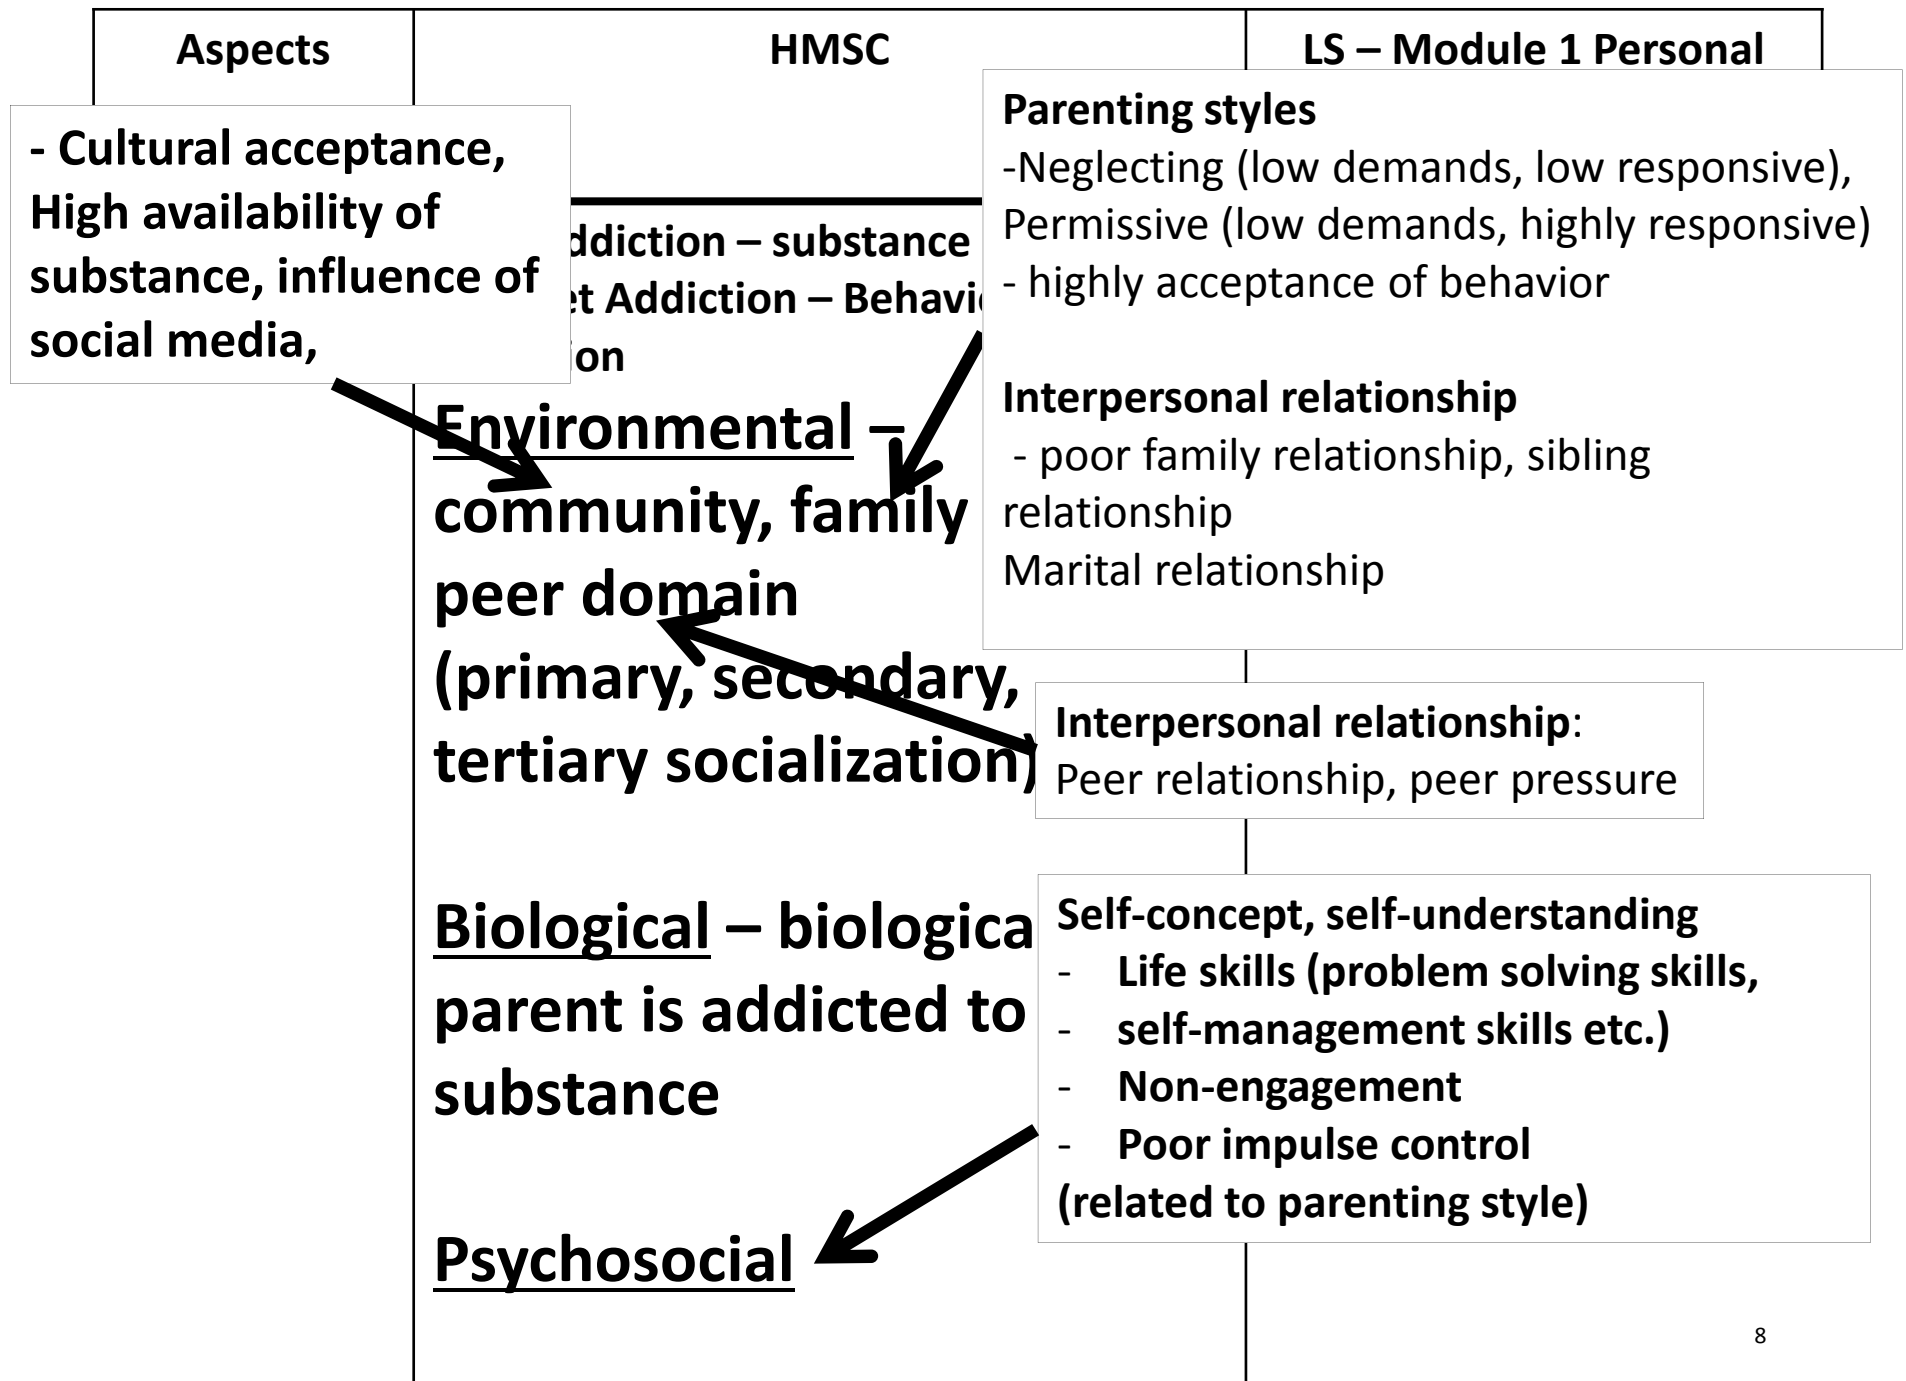 Aspects
HMSC
LS – Module 1 Personal
- Cultural acceptance,
High availability of
substance, influence of
social media,
ddiction – substance
et Addiction – Behavi
ion
Environmental –
community, family
peer domain
(primary, secondary,
tertiary socialization)
Biological – biologica
parent is addicted to
substance
Psychosocial
Parenting styles
-Neglecting (low demands, low responsive),
Permissive (low demands, highly responsive)
- highly acceptance of behavior
Interpersonal relationship
- poor family relationship, sibling
relationship
Marital relationship
Interpersonal relationship:
Peer relationship, peer pressure
Self-concept, self-understanding
- Life skills (problem solving skills,
- self-management skills etc.)
- Non-engagement
- Poor impulse control
(related to parenting style)
8